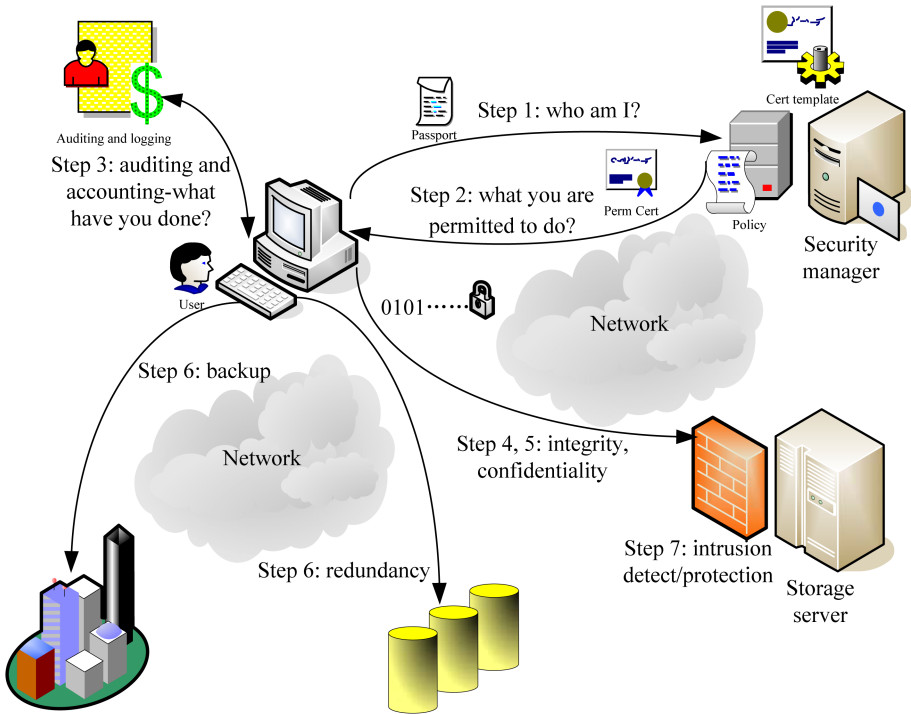 Cert template
Passport
Step 1: who am I?
Auditing and logging
Step 3: auditing and
accounting-what
have you done?
Step 2: what you are
permitted to do?
Perm Cert
Policy
Security
manager
User
0101······
Network
Step 6: backup
Network
Step 4, 5: integrity,
confidentiality
Step 7: intrusion
detect/protection
Step 6: redundancy
Storage
server